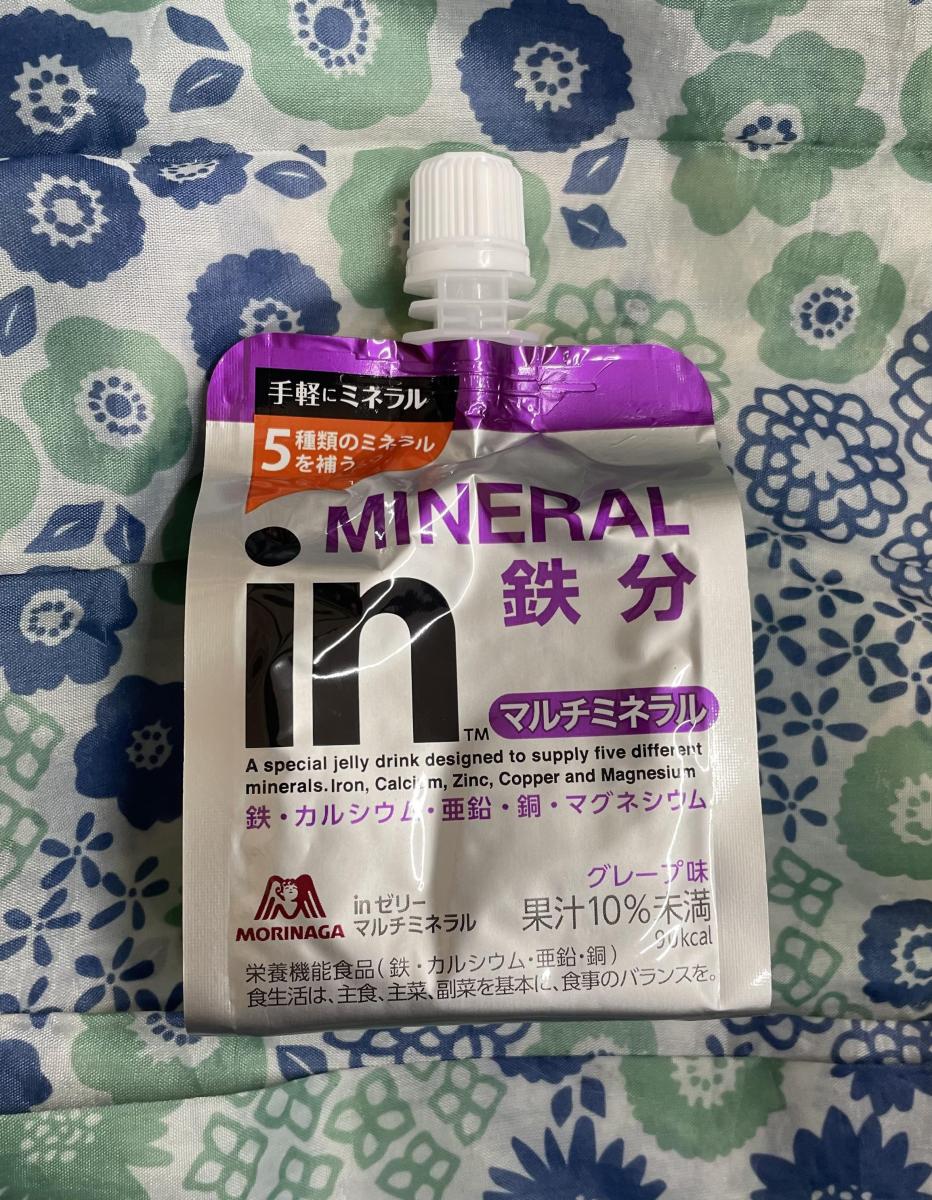 手軽にミネラル
5種類のミネラル
を補う
MINERAL
鉄分
in™
マルチミネラル
A special jelly drink designed to supply five different
minerals. Iron, Calcium, Zinc, Copper and Magnesium
鉄・カルシウム・亜鉛・銅・マグネシウム
グレープ味
果汁10%未満
90kcal
MORINAGA
inゼリー
マルチミネラル
栄養機能食品(鉄・カルシウム・亜鉛・銅)
食生活は、主食、主菜、副菜を基本に、食事のバランスを。